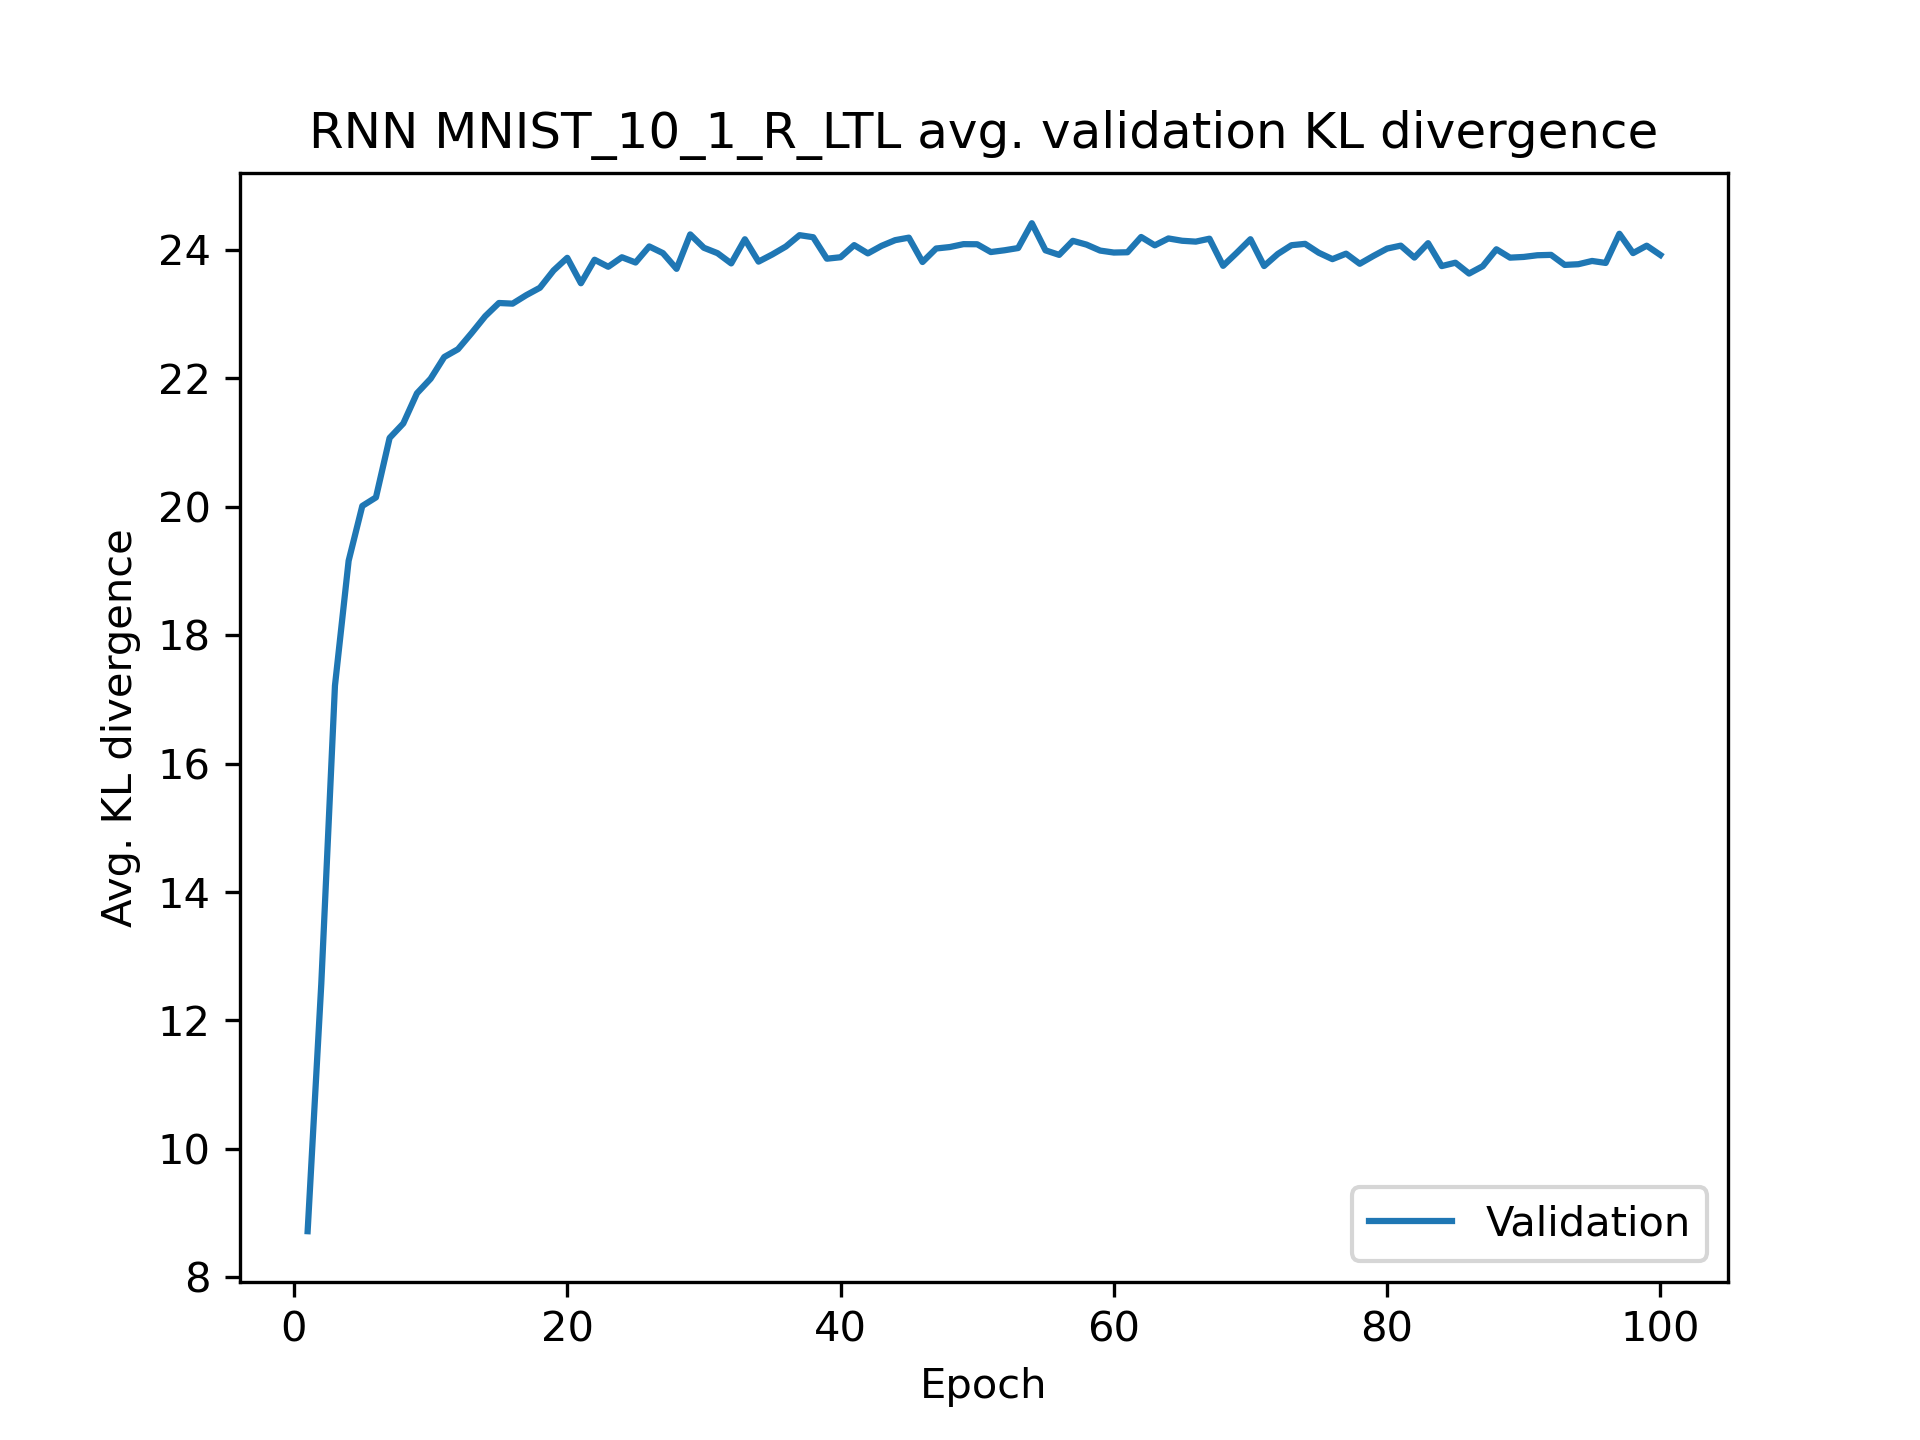 RNN MNIST_10_1_R_LTL avg. validation KL divergence
Avg. KL divergence
24
22
20
18
16
14
12
10
8
Validation
0 20 40 60 80 100
Epoch